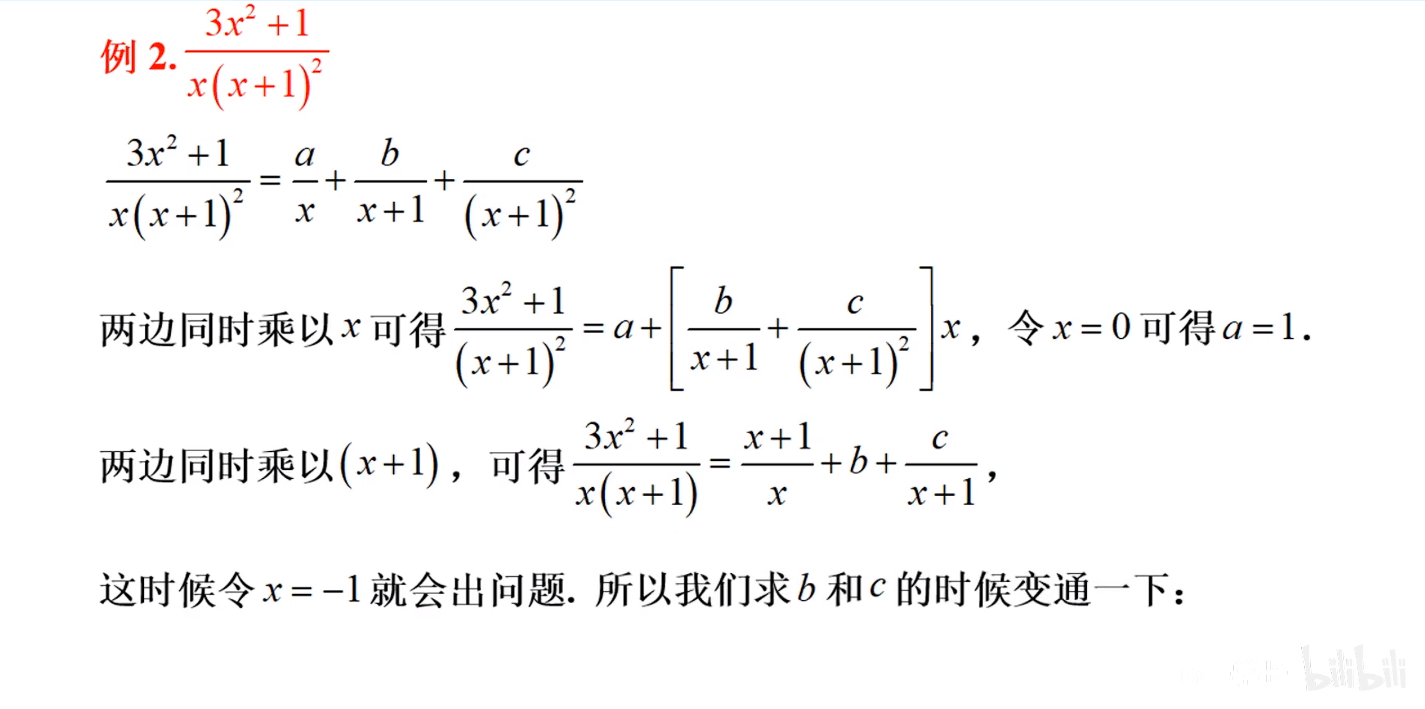 例 2. \frac{3x^2+1}{x(x+1)^2}
\frac{3x^2+1}{x(x+1)^2} = \frac{a}{x} + \frac{b}{x+1} + \frac{c}{(x+1)^2}
两边同时乘以 x 可得 \frac{3x^2+1}{(x+1)^2} = a + \left[ \frac{b}{x+1} + \frac{c}{(x+1)^2} \right] x，令 x = 0 可得 a = 1.
两边同时乘以 (x+1)，可得 \frac{3x^2+1}{x(x+1)} = \frac{x+1}{x} + b + \frac{c}{x+1}，
这时候令 x = −1 就会出问题. 所以我们求 b 和 c 的时候变通一下：
bilibili